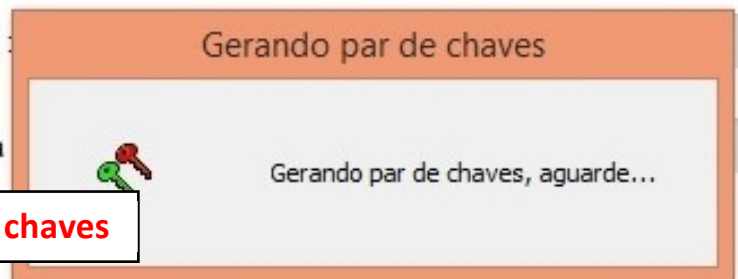 Gerando par de chaves
Gerando par de chaves, aguarde...
chaves